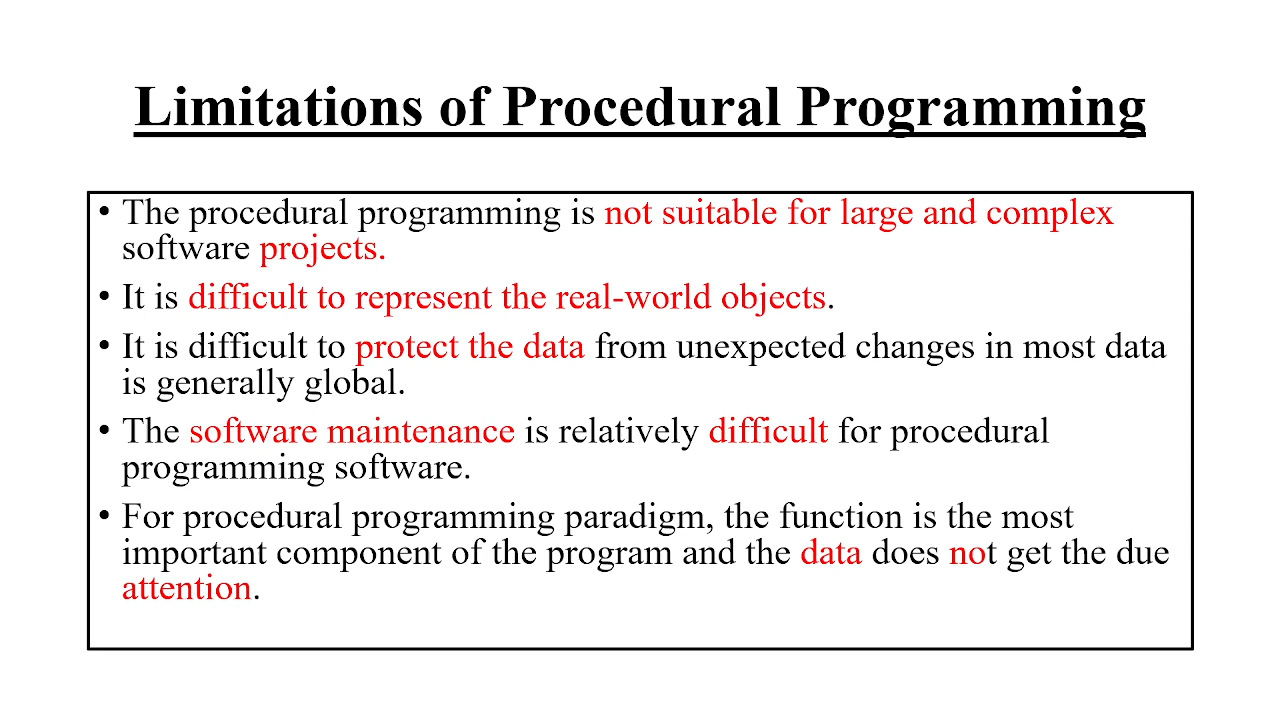 Limitations of Procedural Programming
• The procedural programming is not suitable for large and complex
software projects.
• It is difficult to represent the real-world objects.
• It is difficult to protect the data from unexpected changes in most data
is generally global.
• The software maintenance is relatively difficult for procedural
programming software.
• For procedural programming paradigm, the function is the most
important component of the program and the data does not get the due
attention.